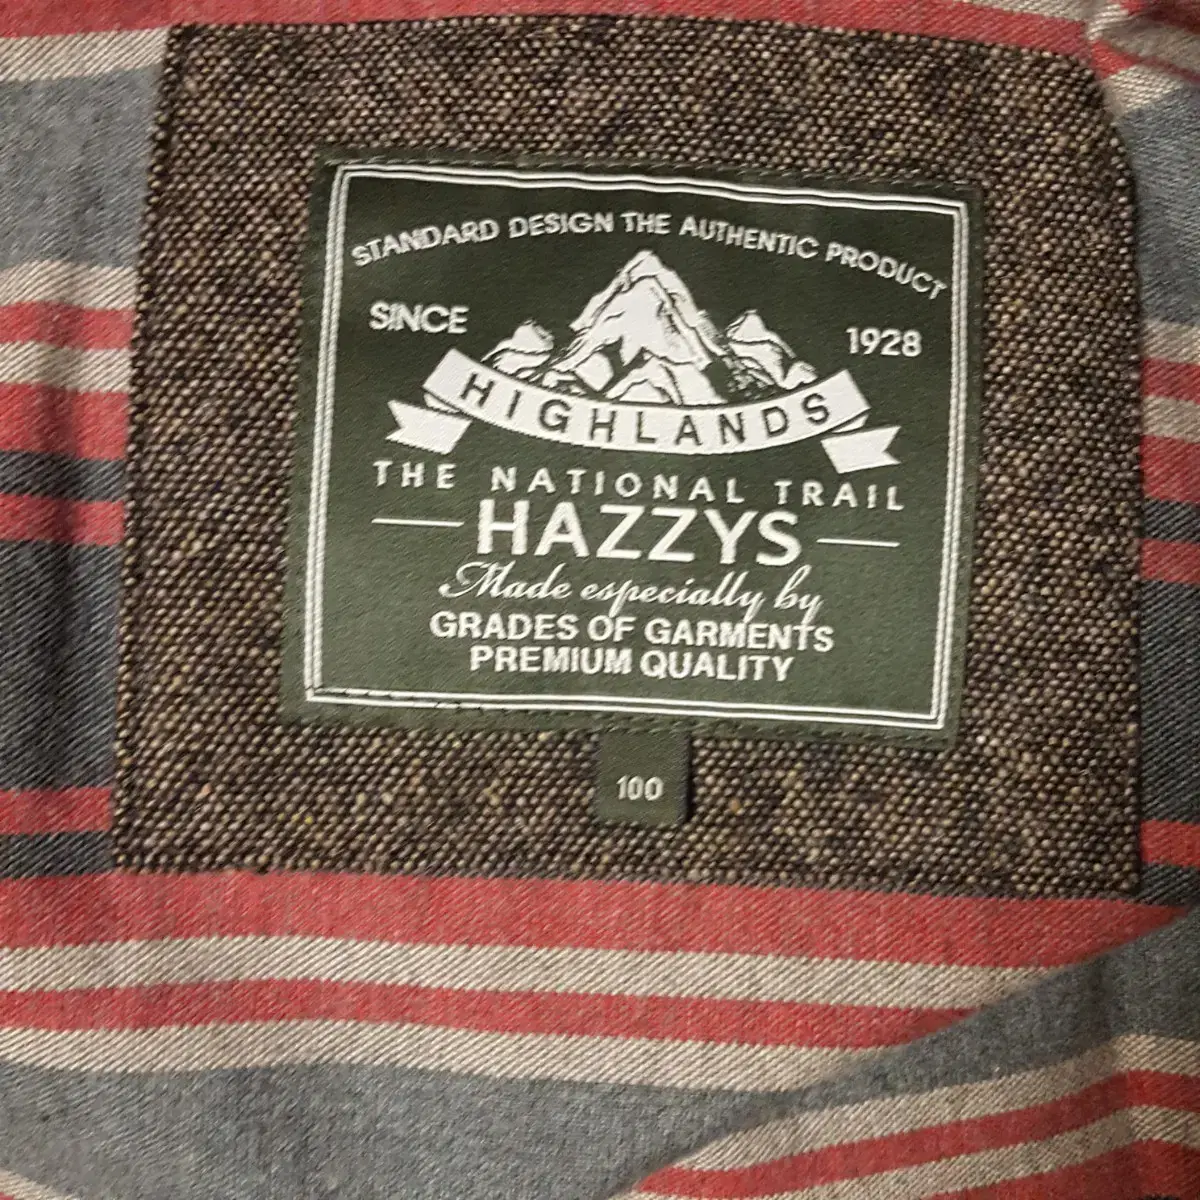 STANDARD DESIGN THE AUTHENTIC PRODUCT
SINCE 1928
HIGHLANDS
THE NATIONAL TRAIL
HAZZYS
Made especially by
GRADES OF GARMENTS
PREMIUM QUALITY
100